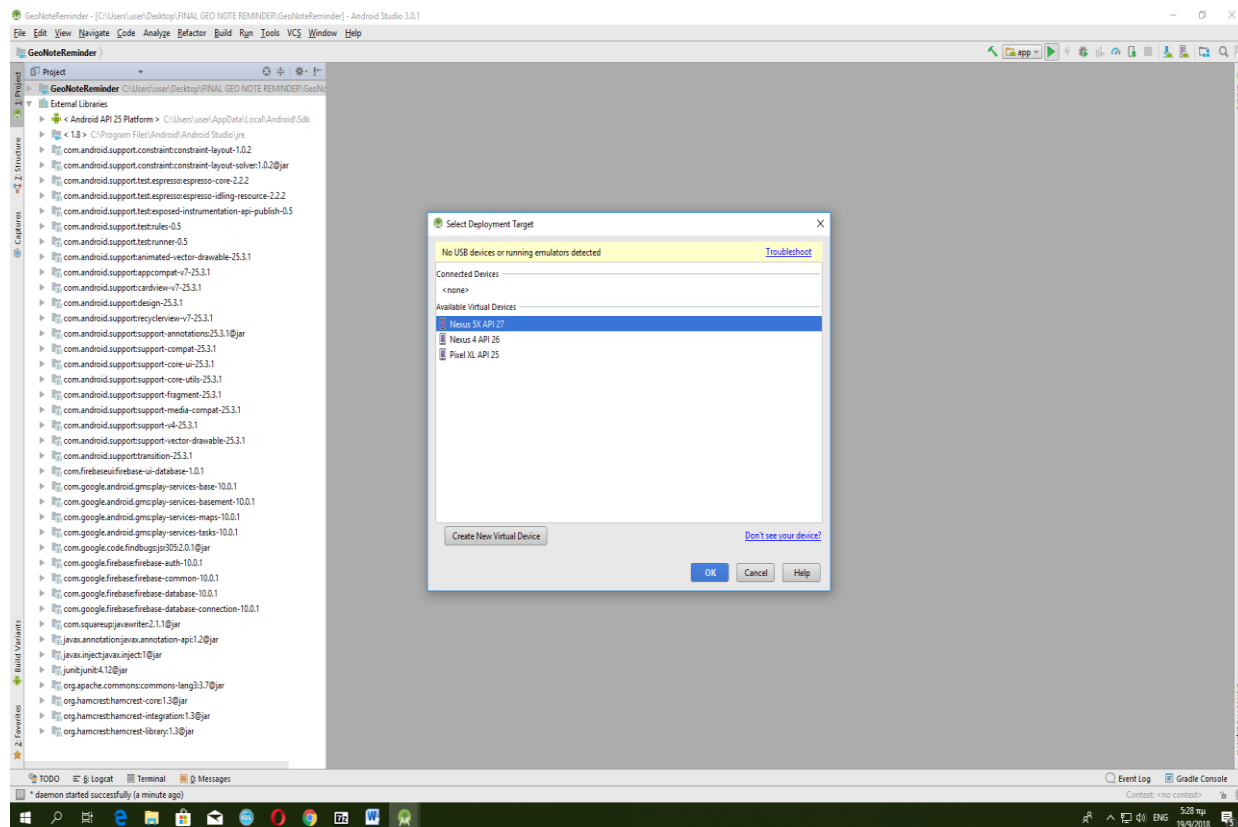 GeoNoteReminder - [C:\Users\user\Desktop\FINAL GEO NOTE REMINDER\GeoNoteReminder] - Android Studio 3.0.1
File Edit View Navigate Code Analyze Refactor Build Run Tools VCS Window Help
GeoNoteReminder
app
Project
1: Project
Z: Structure
Captures
Build Variants
2: Favorites
GeoNoteReminder C:\Users\user\Desktop\FINAL GEO NOTE REMINDER\GeoNo
External Libraries
< Android API 25 Platform > C:\Users\user\AppData\Local\Android\Sdk
< 1.8 > C:\Program Files\Android\Android Studio\jre
com.android.support.constraint:constraint-layout-1.0.2
com.android.support.constraint:constraint-layout-solver:1.0.2@jar
com.android.support.test.espresso:espresso-core-2.2.2
com.android.support.test.espresso:espresso-idling-resource-2.2.2
com.android.support.test:exposed-instrumentation-api-publish-0.5
com.android.support.test:rules-0.5
com.android.support.test:runner-0.5
com.android.support:animated-vector-drawable-25.3.1
com.android.support:appcompat-v7-25.3.1
com.android.support:cardview-v7-25.3.1
com.android.support:design-25.3.1
com.android.support:recyclerview-v7-25.3.1
com.android.support:support-annotations:25.3.1@jar
com.android.support:support-compat-25.3.1
com.android.support:support-core-ui-25.3.1
com.android.support:support-core-utils-25.3.1
com.android.support:support-fragment-25.3.1
com.android.support:support-media-compat-25.3.1
com.android.support:support-v4-25.3.1
com.android.support:support-vector-drawable-25.3.1
com.android.support:transition-25.3.1
com.firebaseui:firebase-ui-database-1.0.1
com.google.android.gms:play-services-base-10.0.1
com.google.android.gms:play-services-basement-10.0.1
com.google.android.gms:play-services-maps-10.0.1
com.google.android.gms:play-services-tasks-10.0.1
com.google.code.findbugs:jsr305:2.0.1@jar
com.google.firebase:firebase-auth-10.0.1
com.google.firebase:firebase-common-10.0.1
com.google.firebase:firebase-database-10.0.1
com.google.firebase:firebase-database-connection-10.0.1
com.squareup:javawriter:2.1.1@jar
javax.annotation:javax.annotation-api:1.2@jar
javax.inject:javax.inject:1@jar
junit:junit:4.12@jar
org.apache.commons:commons-lang3:3.7@jar
org.hamcrest:hamcrest-core:1.3@jar
org.hamcrest:hamcrest-integration:1.3@jar
org.hamcrest:hamcrest-library:1.3@jar
Select Deployment Target
No USB devices or running emulators detected Troubleshoot
Connected Devices
<none>
Available Virtual Devices
Nexus 5X API 27
Nexus 4 API 26
Pixel XL API 25
Create New Virtual Device Don't see your device?
OK Cancel Help
TODO 6: Logcat Terminal 0: Messages Event Log Gradle Console
* daemon started successfully (a minute ago) Context: <no context>
ENG 5:28 πμ
19/9/2018